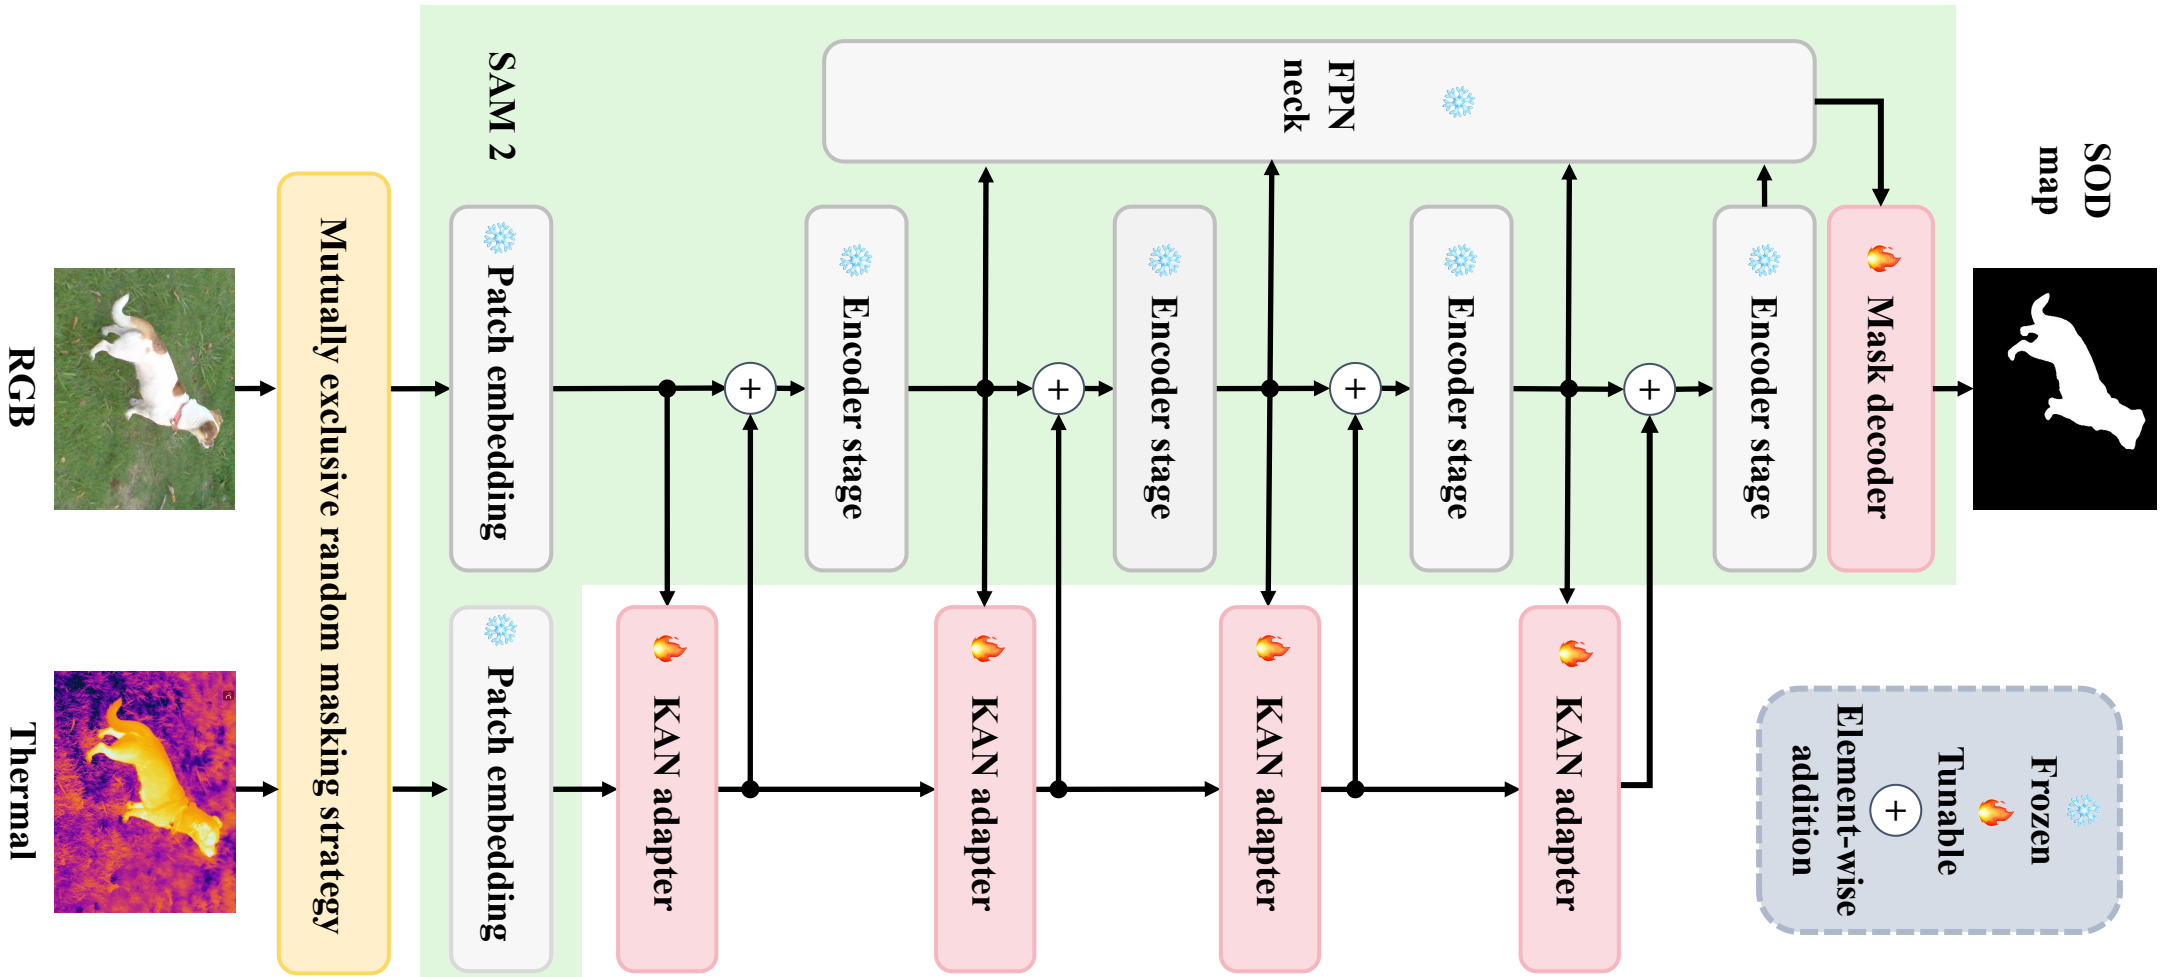 RGB
Thermal
Mutually exclusive random masking strategy
SAM 2
Patch embedding
Patch embedding
FPN
neck
Encoder stage
Encoder stage
Encoder stage
Encoder stage
KAN adapter
KAN adapter
KAN adapter
KAN adapter
Mask decoder
SOD
map
Frozen
Tunable
+
Element-wise
addition
+
+
+
+